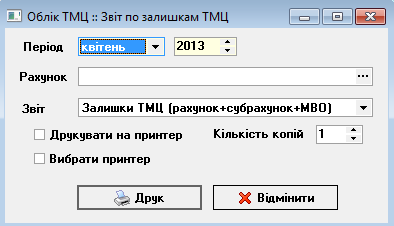 Облік ТМЦ :: Звіт по залишкам ТМЦ
Період квітень 2013
Рахунок ...
Звіт Залишки ТМЦ (рахунок+субрахунок+МВО)
Друкувати на принтер Кількість копій 1
Вибрати принтер
Друк Відмінити